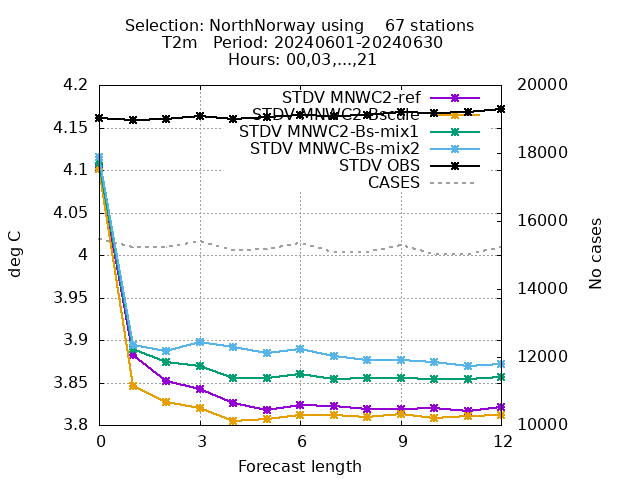 Selection: NorthNorway using    67 stations
T2m   Period: 20240601-20240630
Hours: 00,03,...,21
4.2
4.15
4.1
4.05
4
3.95
3.9
3.85
3.8
deg C
STDV MNWC2-ref
STDV MNWC2-Bscale
STDV MNWC2-Bs-mix1
STDV MNWC-Bs-mix2
STDV OBS
CASES
20000
18000
16000
14000
12000
10000
No cases
0 3 6 9 12
Forecast length